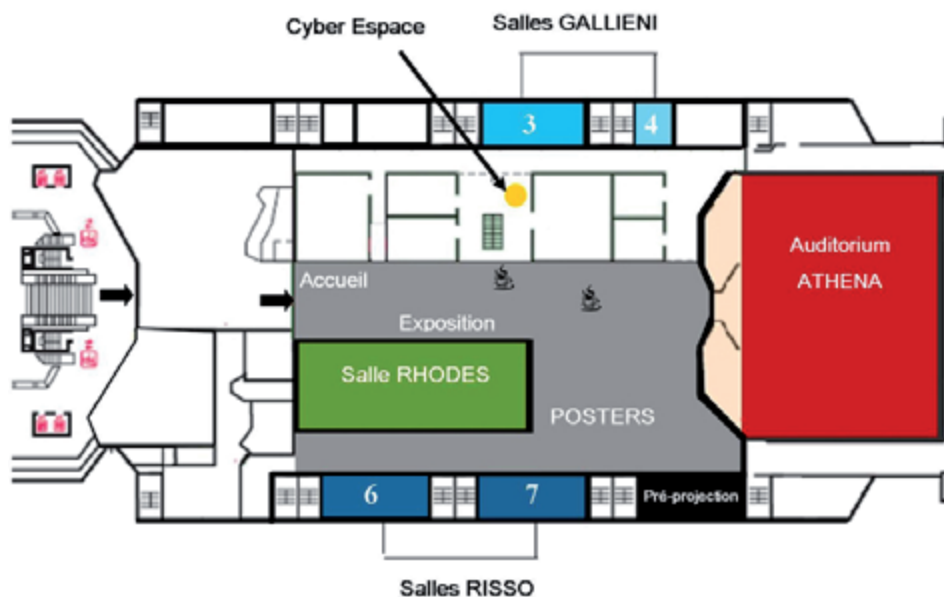 Cyber Espace
Salles GALLIENI
3
4
Auditorium
ATHENA
Accueil
Exposition
Salle RHODES
POSTERS
6
7
Pré-projection
Salles RISSO